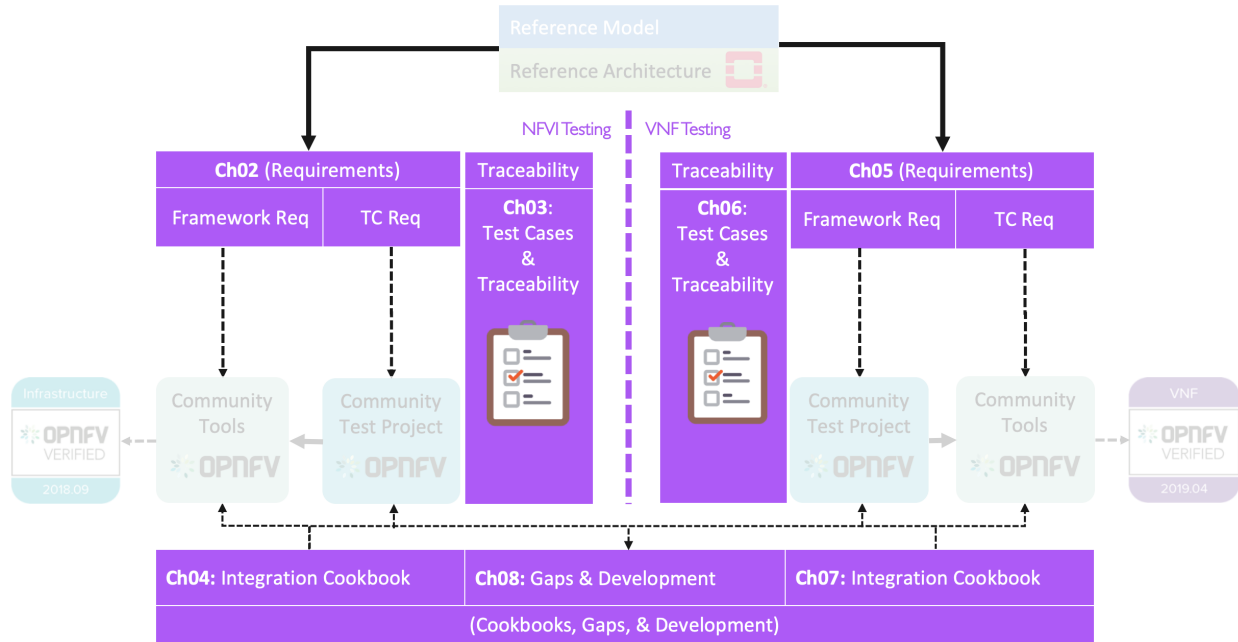 Reference Model
Reference Architecture
NFVI Testing
VNF Testing
Ch02 (Requirements)
Framework Req
TC Req
Traceability
Ch03:
Test Cases
&
Traceability
Traceability
Ch06:
Test Cases
&
Traceability
Ch05 (Requirements)
Framework Req
TC Req
Infrastructure
OPNFV
VERIFIED
2018.09
Community
Tools
OPNFV
Community
Test Project
OPNFV
Community
Test Project
OPNFV
Community
Tools
OPNFV
VNF
OPNFV
VERIFIED
2019.04
Ch04: Integration Cookbook
Ch08: Gaps & Development
Ch07: Integration Cookbook
(Cookbooks, Gaps, & Development)